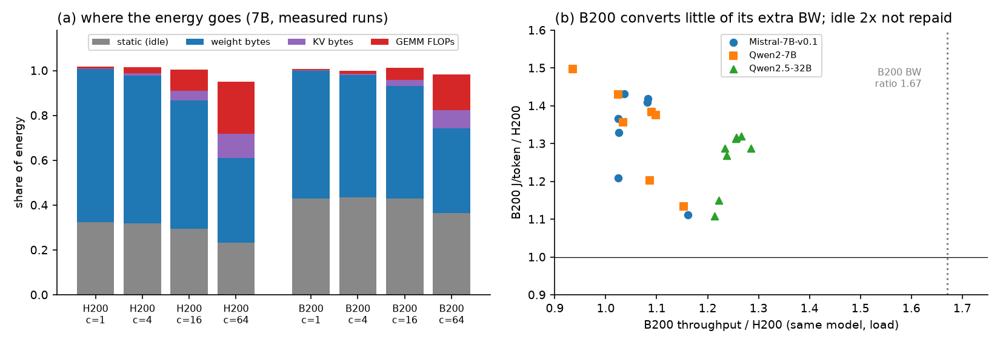 (a) where the energy goes (7B, measured runs)
static (idle) weight bytes KV bytes GEMM FLOPs
share of energy
1.0
0.8
0.6
0.4
0.2
0.0
H200 H200 H200 H200 B200 B200 B200 B200
c=1 c=4 c=16 c=64 c=1 c=4 c=16 c=64
(b) B200 converts little of its extra BW; idle 2x not repaid
Mistral-7B-v0.1
Qwen2-7B
Qwen2.5-32B
B200 BW
ratio 1.67
B200 J/token / H200
1.6
1.5
1.4
1.3
1.2
1.1
1.0
0.9
0.9 1.0 1.1 1.2 1.3 1.4 1.5 1.6 1.7
B200 throughput / H200 (same model, load)